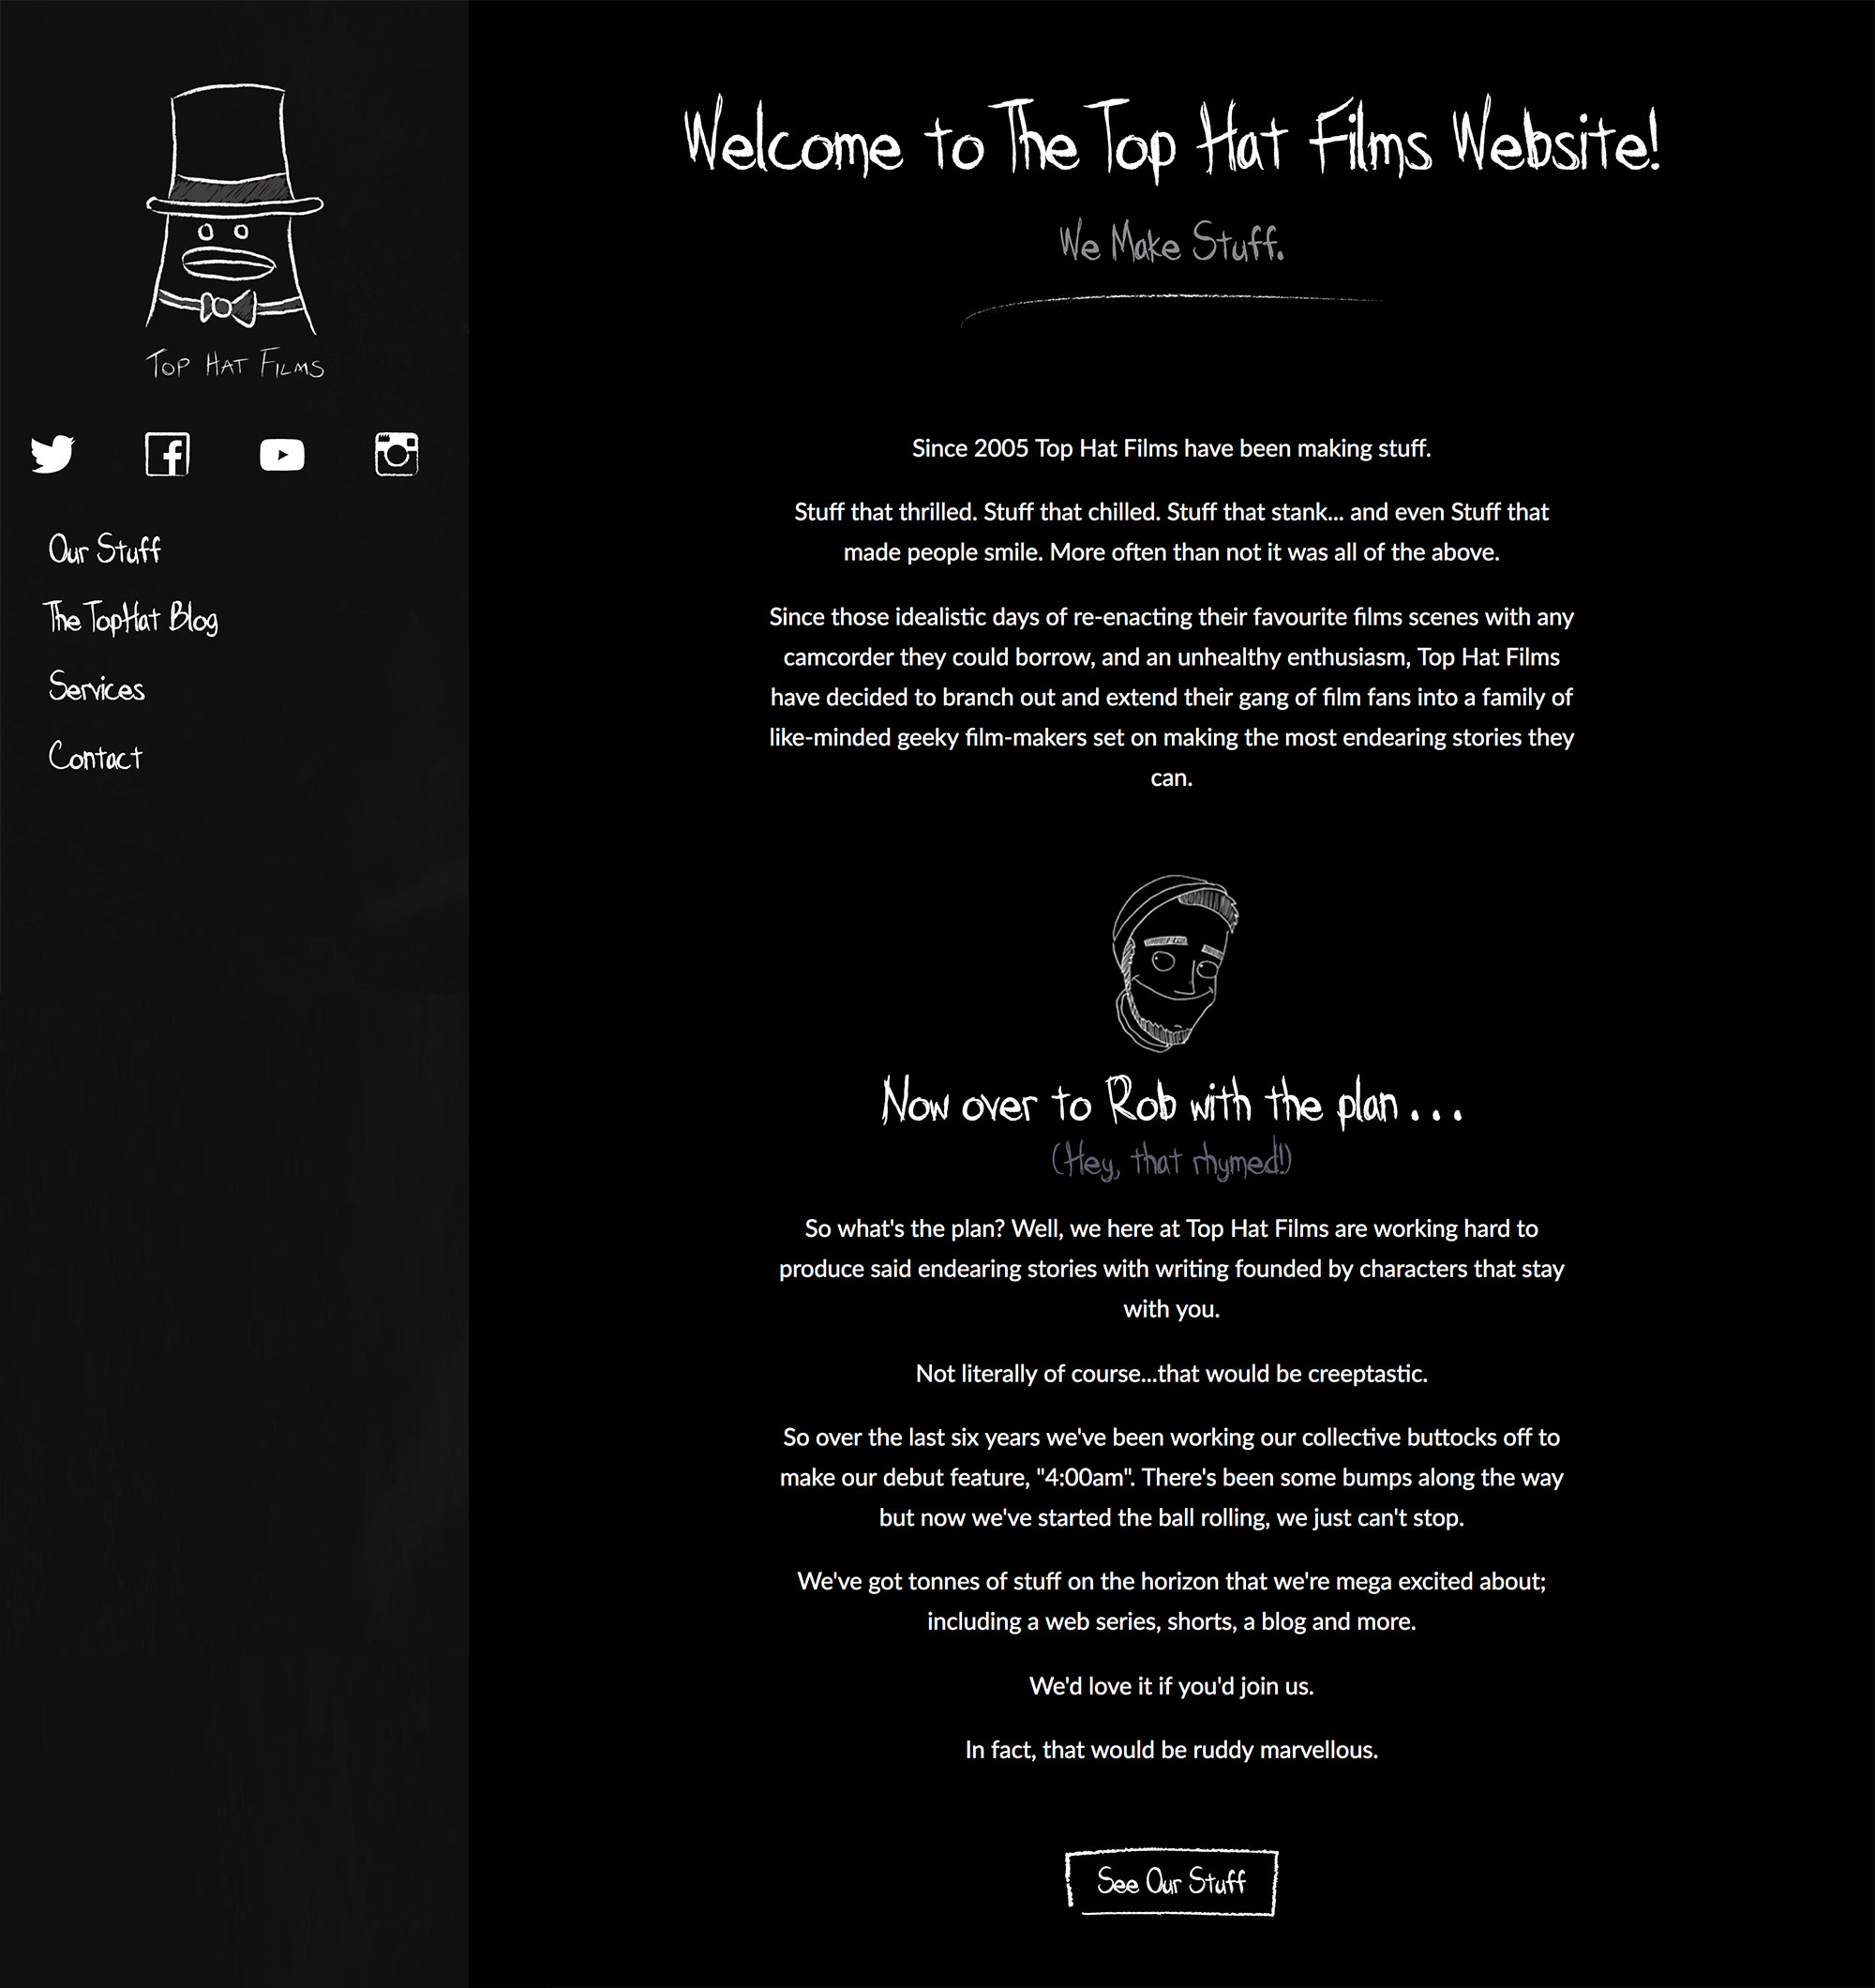 TOP HAT FILMS
Our Stuff
The TopHat Blog
Services
Contact
Welcome to The Top Hat Films Website!
We Make Stuff.
Since 2005 Top Hat Films have been making stuff.
Stuff that thrilled. Stuff that chilled. Stuff that stank... and even Stuff that
made people smile. More often than not it was all of the above.
Since those idealistic days of re-enacting their favourite films scenes with any
camcorder they could borrow, and an unhealthy enthusiasm, Top Hat Films
have decided to branch out and extend their gang of film fans into a family of
like-minded geeky film-makers set on making the most endearing stories they
can.
Now over to Rob with the plan . . .
(Hey, that rhymed!)
So what's the plan? Well, we here at Top Hat Films are working hard to
produce said endearing stories with writing founded by characters that stay
with you.
Not literally of course...that would be creeptastic.
So over the last six years we've been working our collective buttocks off to
make our debut feature, "4:00am". There's been some bumps along the way
but now we've started the ball rolling, we just can't stop.
We've got tonnes of stuff on the horizon that we're mega excited about;
including a web series, shorts, a blog and more.
We'd love it if you'd join us.
In fact, that would be ruddy marvellous.
See Our Stuff